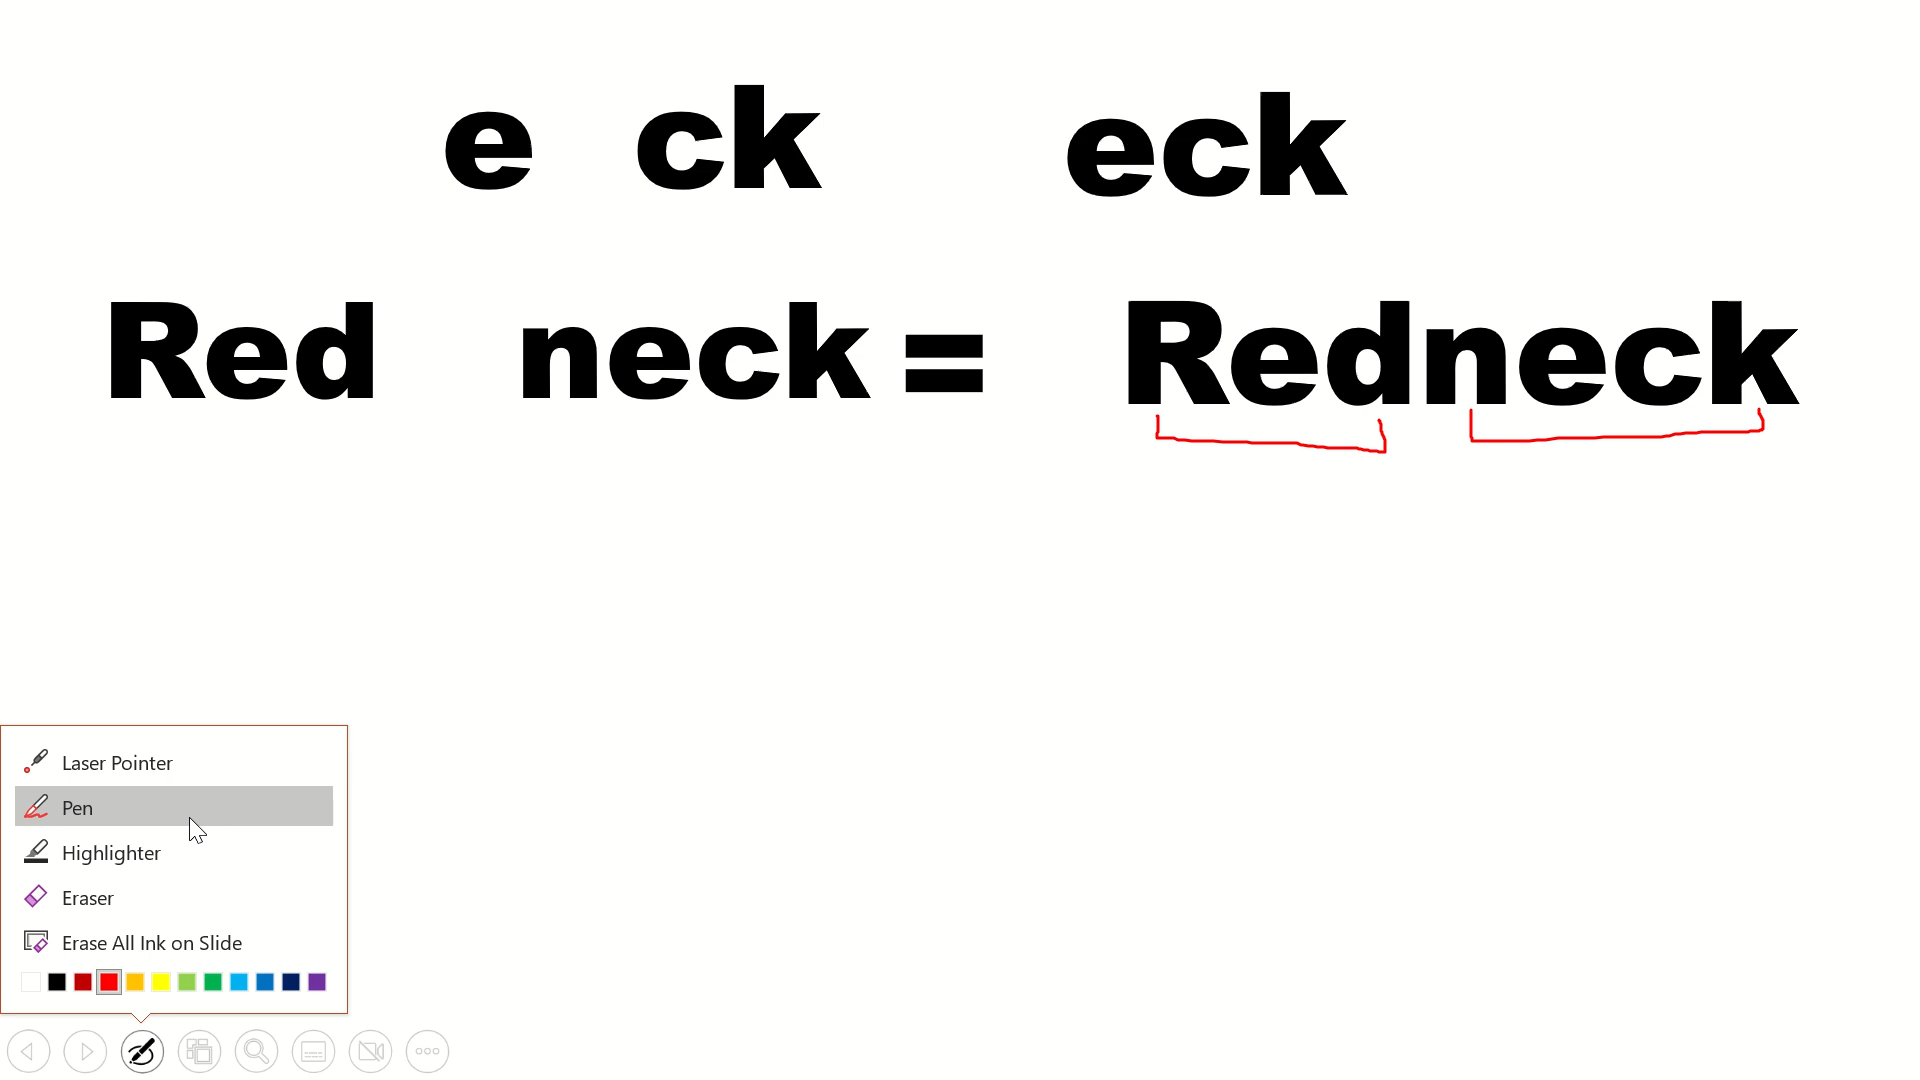 e ck eck
Red neck = Redneck
Laser Pointer
Pen
Highlighter
Eraser
Erase All Ink on Slide